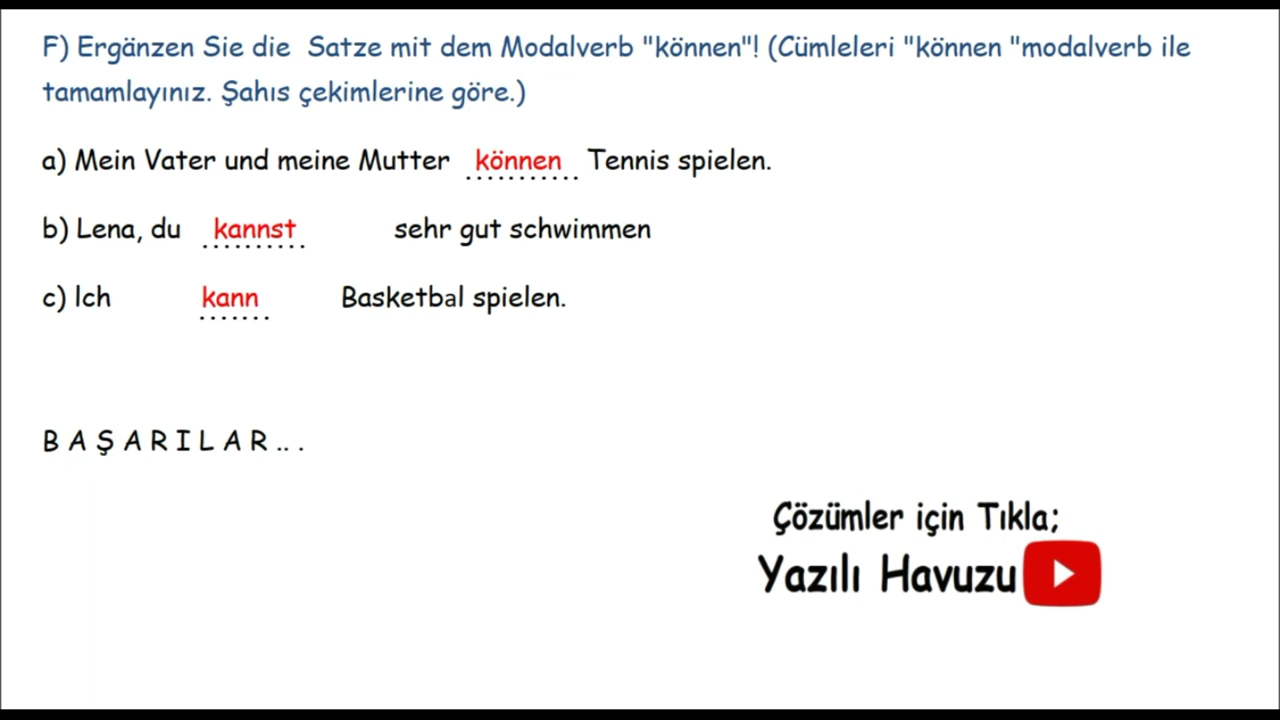 F) Ergänzen Sie die Satze mit dem Modalverb "können"! (Cümleleri "können "modalverb ile
tamamlayınız. Şahıs çekimlerine göre.)
a) Mein Vater und meine Mutter können Tennis spielen.
b) Lena, du kannst sehr gut schwimmen
c) Ich kann Basketbal spielen.
B A Ş A R I L A R .. .
Çözümler için Tıkla;
Yazılı Havuzu